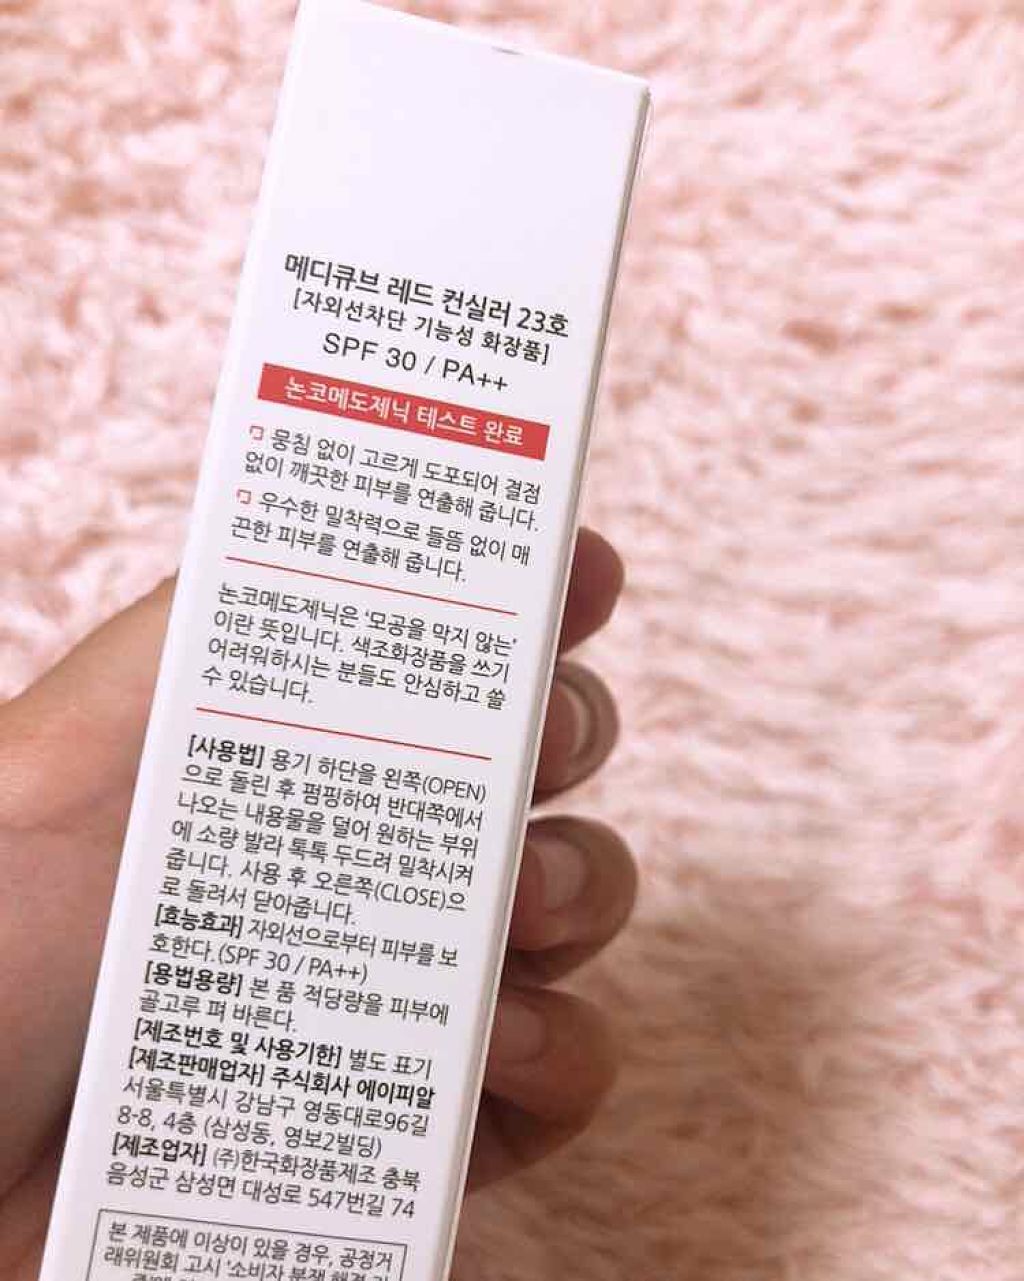 메디큐브 레드 컨실러 23호
[자외선차단 기능성 화장품]
SPF 30 / PA++
논코메도제닉 테스트 완료
뭉침 없이 고르게 도포되어 결점
없이 깨끗한 피부를 연출해 줍니다.
우수한 밀착력으로 들뜸 없이 매
끈한 피부를 연출해 줍니다.
논코메도제닉은 '모공을 막지 않는'
이란 뜻입니다. 색조화장품을 쓰기
어려워하시는 분들도 안심하고 쓸
수 있습니다.
[사용법] 용기 하단을 왼쪽(OPEN)
으로 돌린 후 펌핑하여 반대쪽에서
나오는 내용물을 덜어 원하는 부위
에 소량 발라 톡톡 두드려 밀착시켜
줍니다. 사용 후 오른쪽(CLOSE)으
로 돌려서 닫아줍니다.
[효능효과] 자외선으로부터 피부를 보
호한다.(SPF 30 / PA++)
[용법용량] 본 품 적당량을 피부에
골고루 펴 바른다.
[제조번호 및 사용기한] 별도 표기
[제조판매업자] 주식회사 에이피알
서울특별시 강남구 영동대로96길
8-8, 4층 (삼성동, 영보2빌딩)
[제조업자] (주)한국화장품제조 충북
음성군 삼성면 대성로 547번길 74
본 제품에 이상이 있을 경우, 공정거
래위원회 고시 '소비자 분쟁 해결